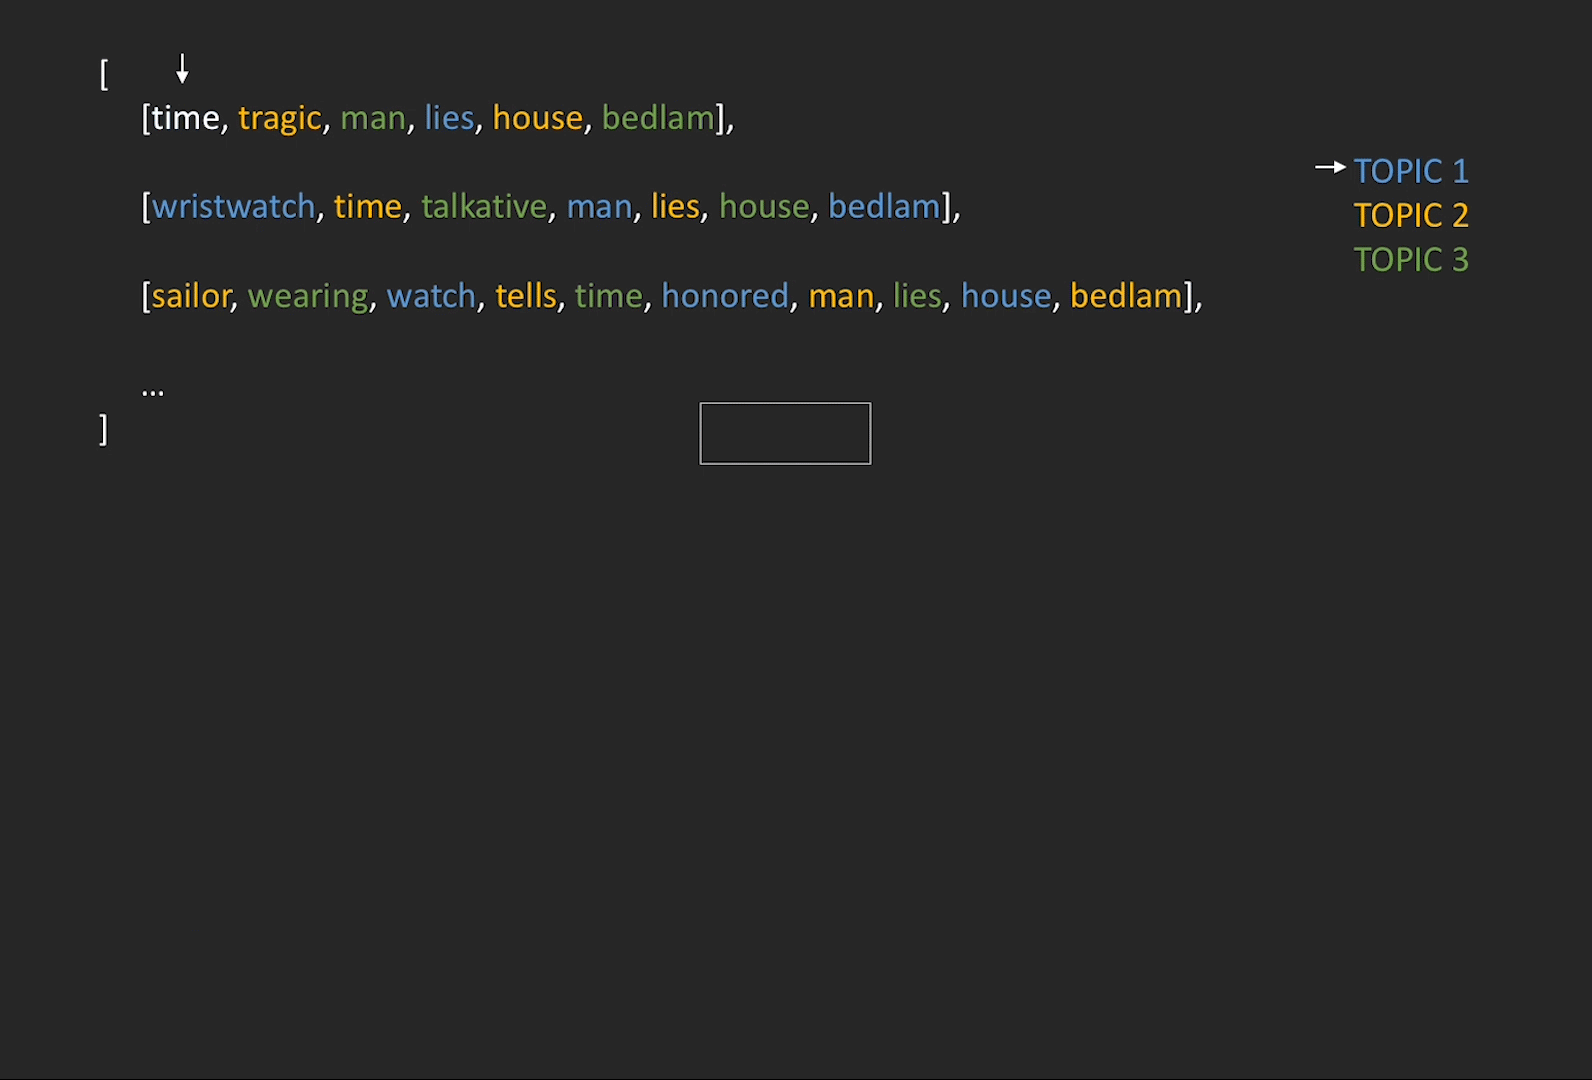 [
[time, tragic, man, lies, house, bedlam],
TOPIC 1
[wristwatch, time, talkative, man, lies, house, bedlam],
TOPIC 2
TOPIC 3
[sailor, wearing, watch, tells, time, honored, man, lies, house, bedlam],
...
]